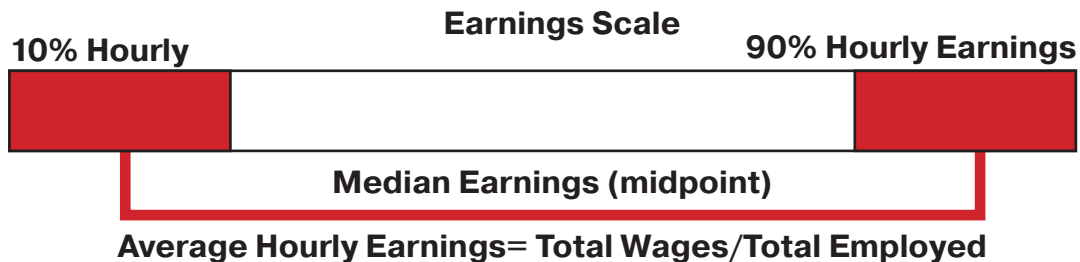 Earnings Scale
10% Hourly
90% Hourly Earnings
Median Earnings (midpoint)
Average Hourly Earnings= Total Wages/Total Employed